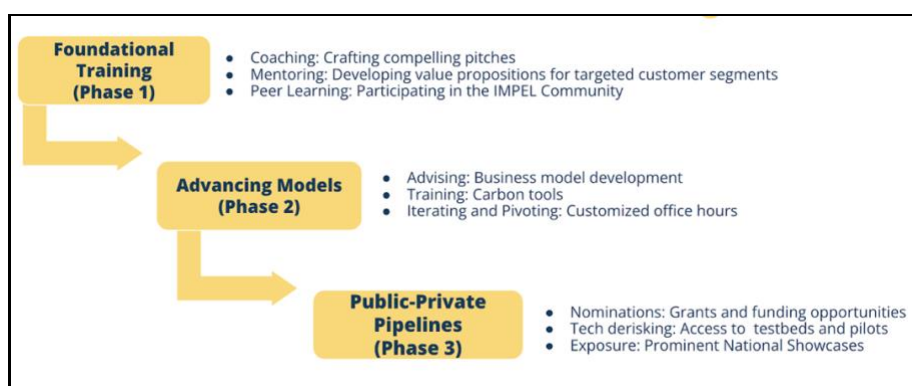 Foundational
Training
(Phase 1)
● Coaching: Crafting compelling pitches
● Mentoring: Developing value propositions for targeted customer segments
● Peer Learning: Participating in the IMPEL Community
Advancing Models
(Phase 2)
● Advising: Business model development
● Training: Carbon tools
● Iterating and Pivoting: Customized office hours
Public-Private
Pipelines
(Phase 3)
● Nominations: Grants and funding opportunities
● Tech derisking: Access to testbeds and pilots
● Exposure: Prominent National Showcases